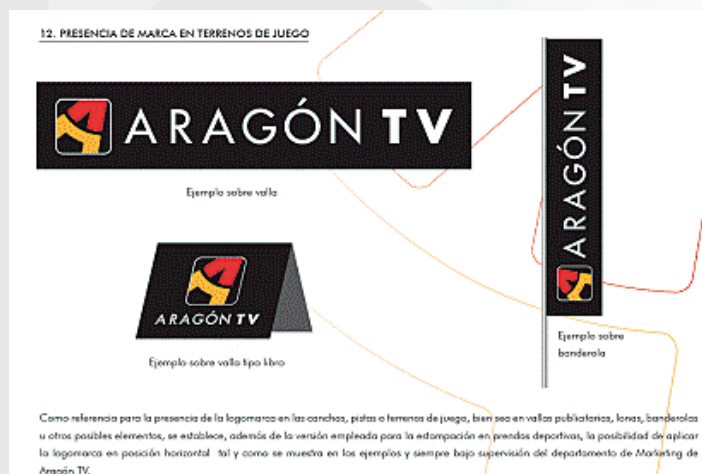 12. PRESENCIA DE MARCA EN TERRENOS DE JUEGO
ARAGÓN TV
Ejemplo sobre valla
ARAGÓN TV
Ejemplo sobre
banderola
ARAGÓN TV
Ejemplo sobre valla tipo libro
Como referencia para la presencia de la logomarca en las canchas, pistas o terrenos de juego, bien sea en vallas publicitarias, lonas, banderolas
u otros posibles elementos, se establece, además de la versión empleada para la estampación en prendas deportivas, la posibilidad de aplicar
la logomarca en posición horizontal tal y como se muestra en los ejemplos y siempre bajo supervisión del departamento de Marketing de
Aragón TV.